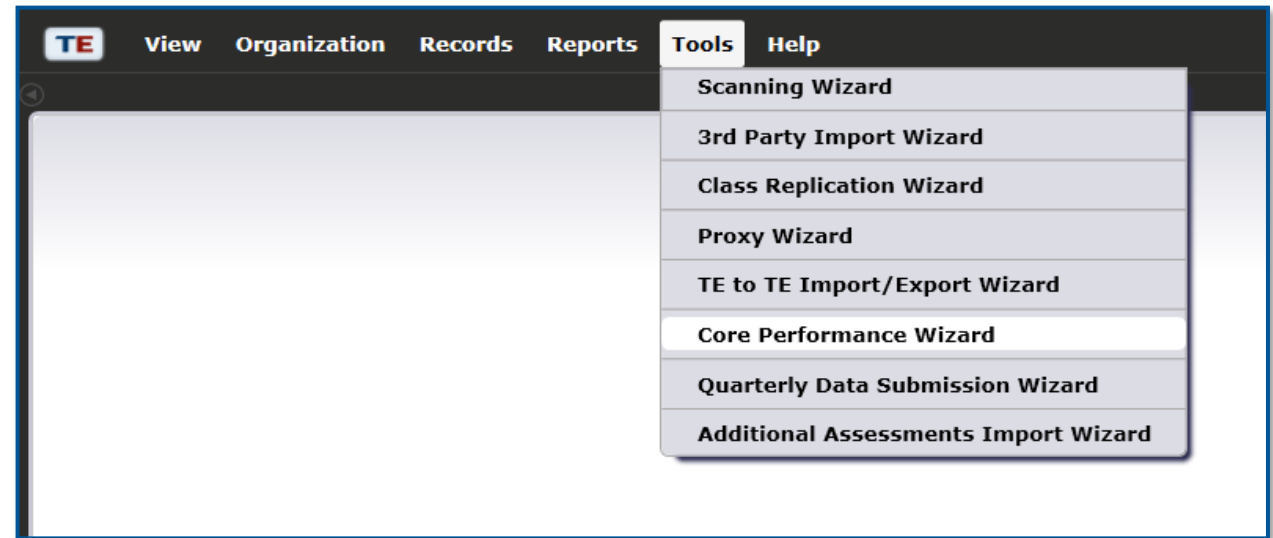 TE View Organization Records Reports Tools Help
Scanning Wizard
3rd Party Import Wizard
Class Replication Wizard
Proxy Wizard
TE to TE Import/Export Wizard
Core Performance Wizard
Quarterly Data Submission Wizard
Additional Assessments Import Wizard